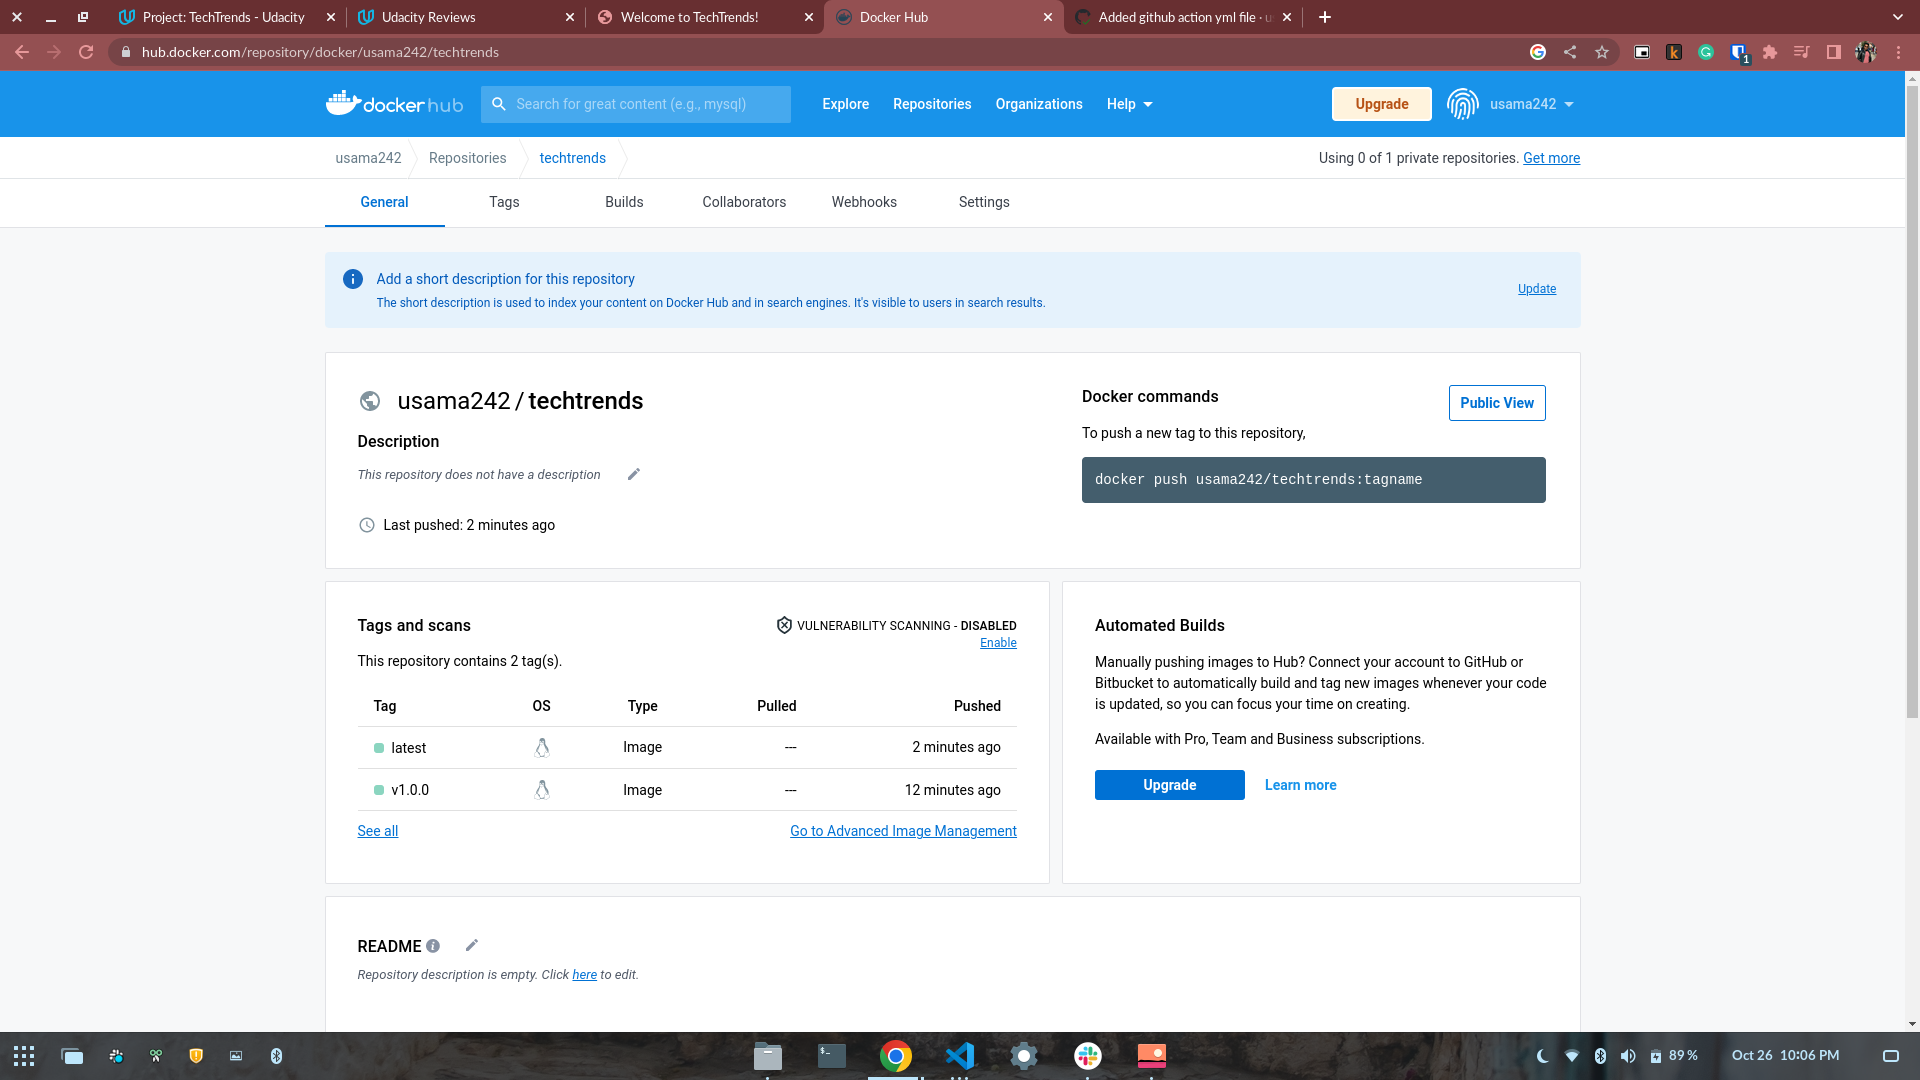 Project: TechTrends - Udacity
Udacity Reviews
Welcome to TechTrends!
Docker Hub
Added github action yml file · u
hub.docker.com/repository/docker/usama242/techtrends
1
docker hub
Search for great content (e.g., mysql)
Explore
Repositories
Organizations
Help
Upgrade
usama242
usama242
Repositories
techtrends
Using 0 of 1 private repositories. Get more
General
Tags
Builds
Collaborators
Webhooks
Settings
Add a short description for this repository
The short description is used to index your content on Docker Hub and in search engines. It's visible to users in search results.
Update
usama242 / techtrends
Description
This repository does not have a description
Last pushed: 2 minutes ago
Docker commands
Public View
To push a new tag to this repository,
docker push usama242/techtrends:tagname
Tags and scans
VULNERABILITY SCANNING - DISABLED
Enable
This repository contains 2 tag(s).
Tag OS Type Pulled Pushed
latest Image --- 2 minutes ago
v1.0.0 Image --- 12 minutes ago
See all
Go to Advanced Image Management
Automated Builds
Manually pushing images to Hub? Connect your account to GitHub or
Bitbucket to automatically build and tag new images whenever your code
is updated, so you can focus your time on creating.
Available with Pro, Team and Business subscriptions.
Upgrade
Learn more
README
Repository description is empty. Click here to edit.
89 %
Oct 26 10:06 PM